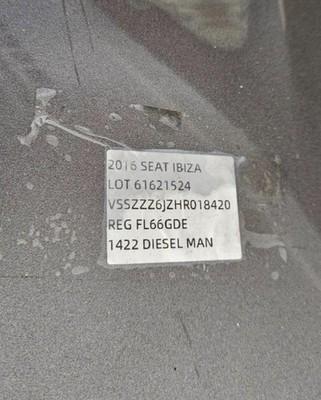 2016 SEAT IBIZA
LOT 61621524
VSSZZZ6JZHR018420
REG FL66GDE
1422 DIESEL MAN